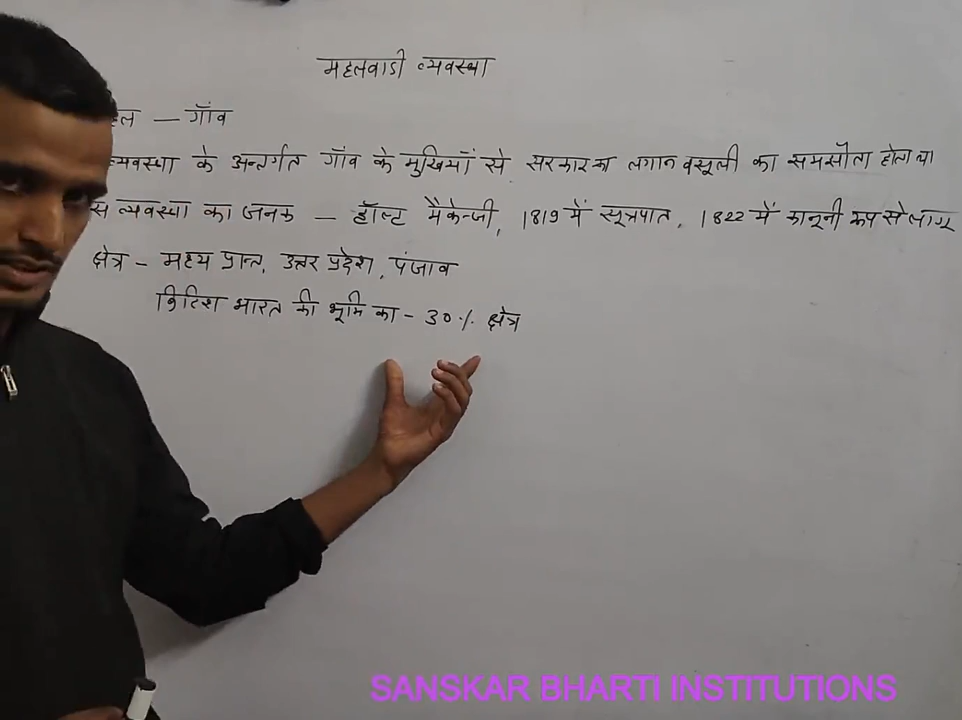 महलवाडी व्यवस्था
हल — गाँव
व्यवस्था के अन्तर्गत गाँव के मुखियाँ से सरकार का लगान वसूली का समझौता होता था
स व्यवस्था का जनक — हॉल्ट मैकेन्जी, 1819 में सूत्रपात, 1822 में कानूनी रूप से लागू
क्षेत्र - मध्य प्रान्त, उत्तर प्रदेश, पंजाव
ब्रिटिश भारत की भूमि का - 30% क्षेत्र
SANSKAR BHARTI INSTITUTIONS